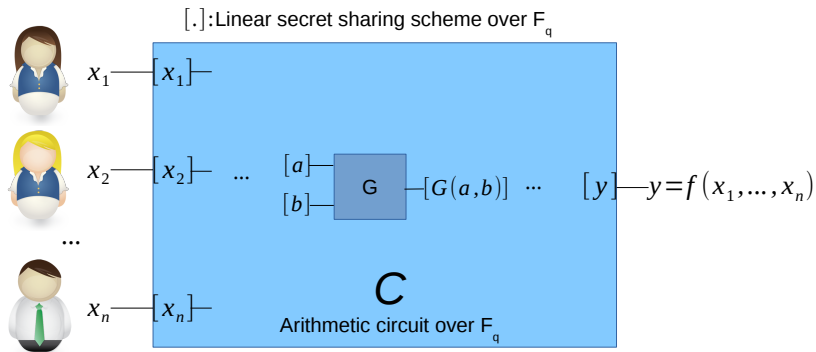 [.]:Linear secret sharing scheme over F_q
x_1 [x_1]
x_2 [x_2] ... [a] [b] G [G(a,b)] ... [y] y=f(x_1,...,x_n)
...
x_n [x_n]
C
Arithmetic circuit over F_q